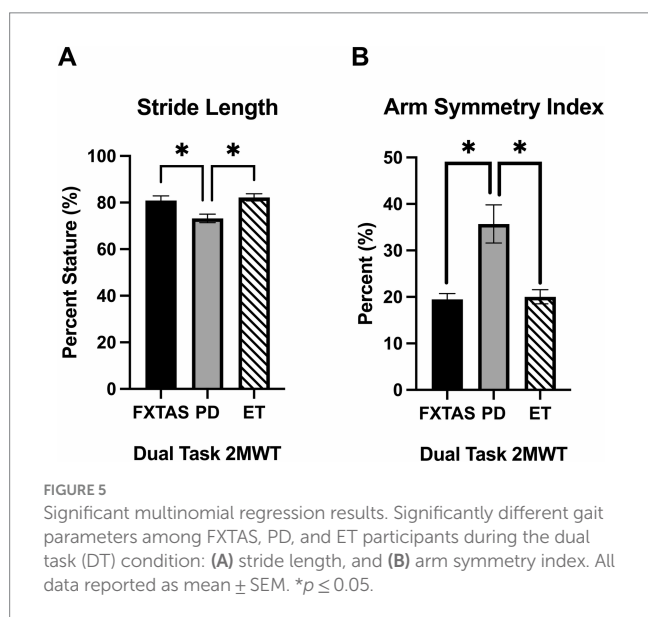 A
Stride Length
* *
Percent Stature (%)
100
80
60
40
20
0
FXTAS PD ET
Dual Task 2MWT
B
Arm Symmetry Index
* *
Percent (%)
50
40
30
20
10
0
FXTAS PD ET
Dual Task 2MWT
FIGURE 5
Significant multinomial regression results. Significantly different gait
parameters among FXTAS, PD, and ET participants during the dual
task (DT) condition: (A) stride length, and (B) arm symmetry index. All
data reported as mean ± SEM. *p ≤ 0.05.